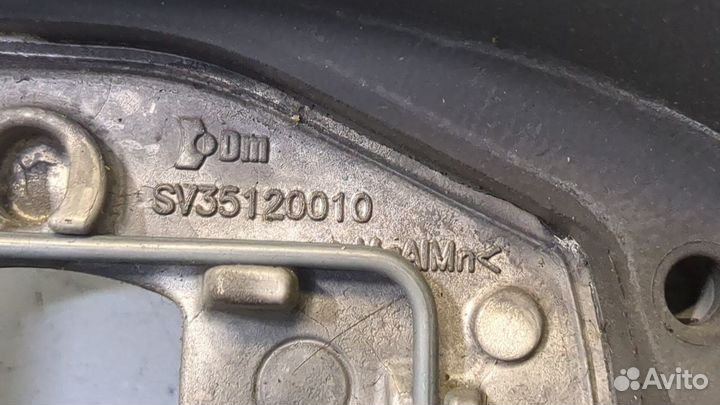 Dm
SV35120010
AlMn<
Avito